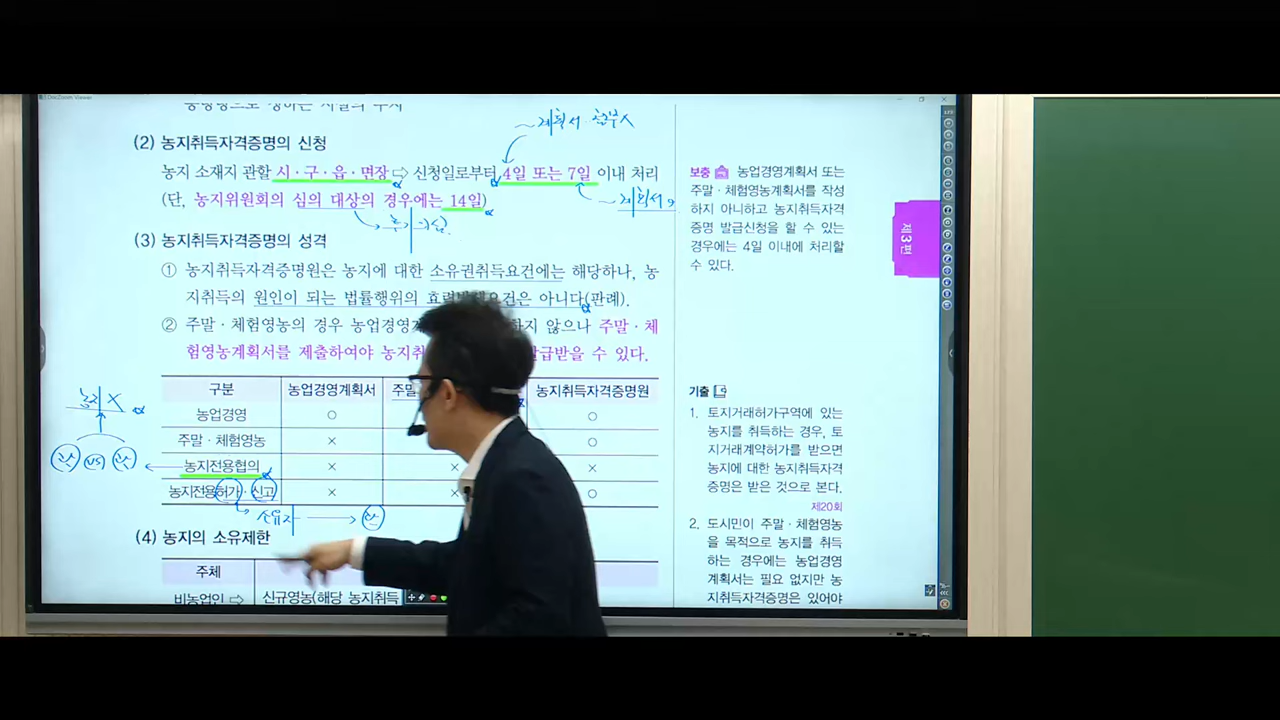 (2) 농지취득자격증명의 신청
농지 소재지 관할 시·구·읍·면장⇨ 신청일로부터 4일 또는 7일 이내 처리
(단, 농지위원회의 심의 대상의 경우에는 14일)
(3) 농지취득자격증명의 성격
① 농지취득자격증명원은 농지에 대한 소유권취득요건에는 해당하나, 농
지취득의 원인이 되는 법률행위의 효력 요건은 아니다(판례).
② 주말·체험영농의 경우 농업경영 하지 않으나 주말·체
험영농계획서를 제출하여야 농지취 발급받을 수 있다.
구분 농업경영계획서 주말 농지취득자격증명원
농업경영 ○ ○
주말·체험영농 × ○
농지전용협의 × × ×
농지전용허가·신고 × × ○
(4) 농지의 소유제한
주체
비농업인 ⇨ 신규영농(해당 농지취득
보충 농업경영계획서 또는
주말·체험영농계획서를 작성
하지 아니하고 농지취득자격
증명 발급신청을 할 수 있는
경우에는 4일 이내에 처리할
수 있다.
제3편
기출
1. 토지거래허가구역에 있는
농지를 취득하는 경우, 토
지거래계약허가를 받으면
농지에 대한 농지취득자격
증명은 받은 것으로 본다.
제20회
2. 도시민이 주말·체험영농
을 목적으로 농지를 취득
하는 경우에는 농업경영
계획서는 필요 없지만 농
지취득자격증명은 있어야